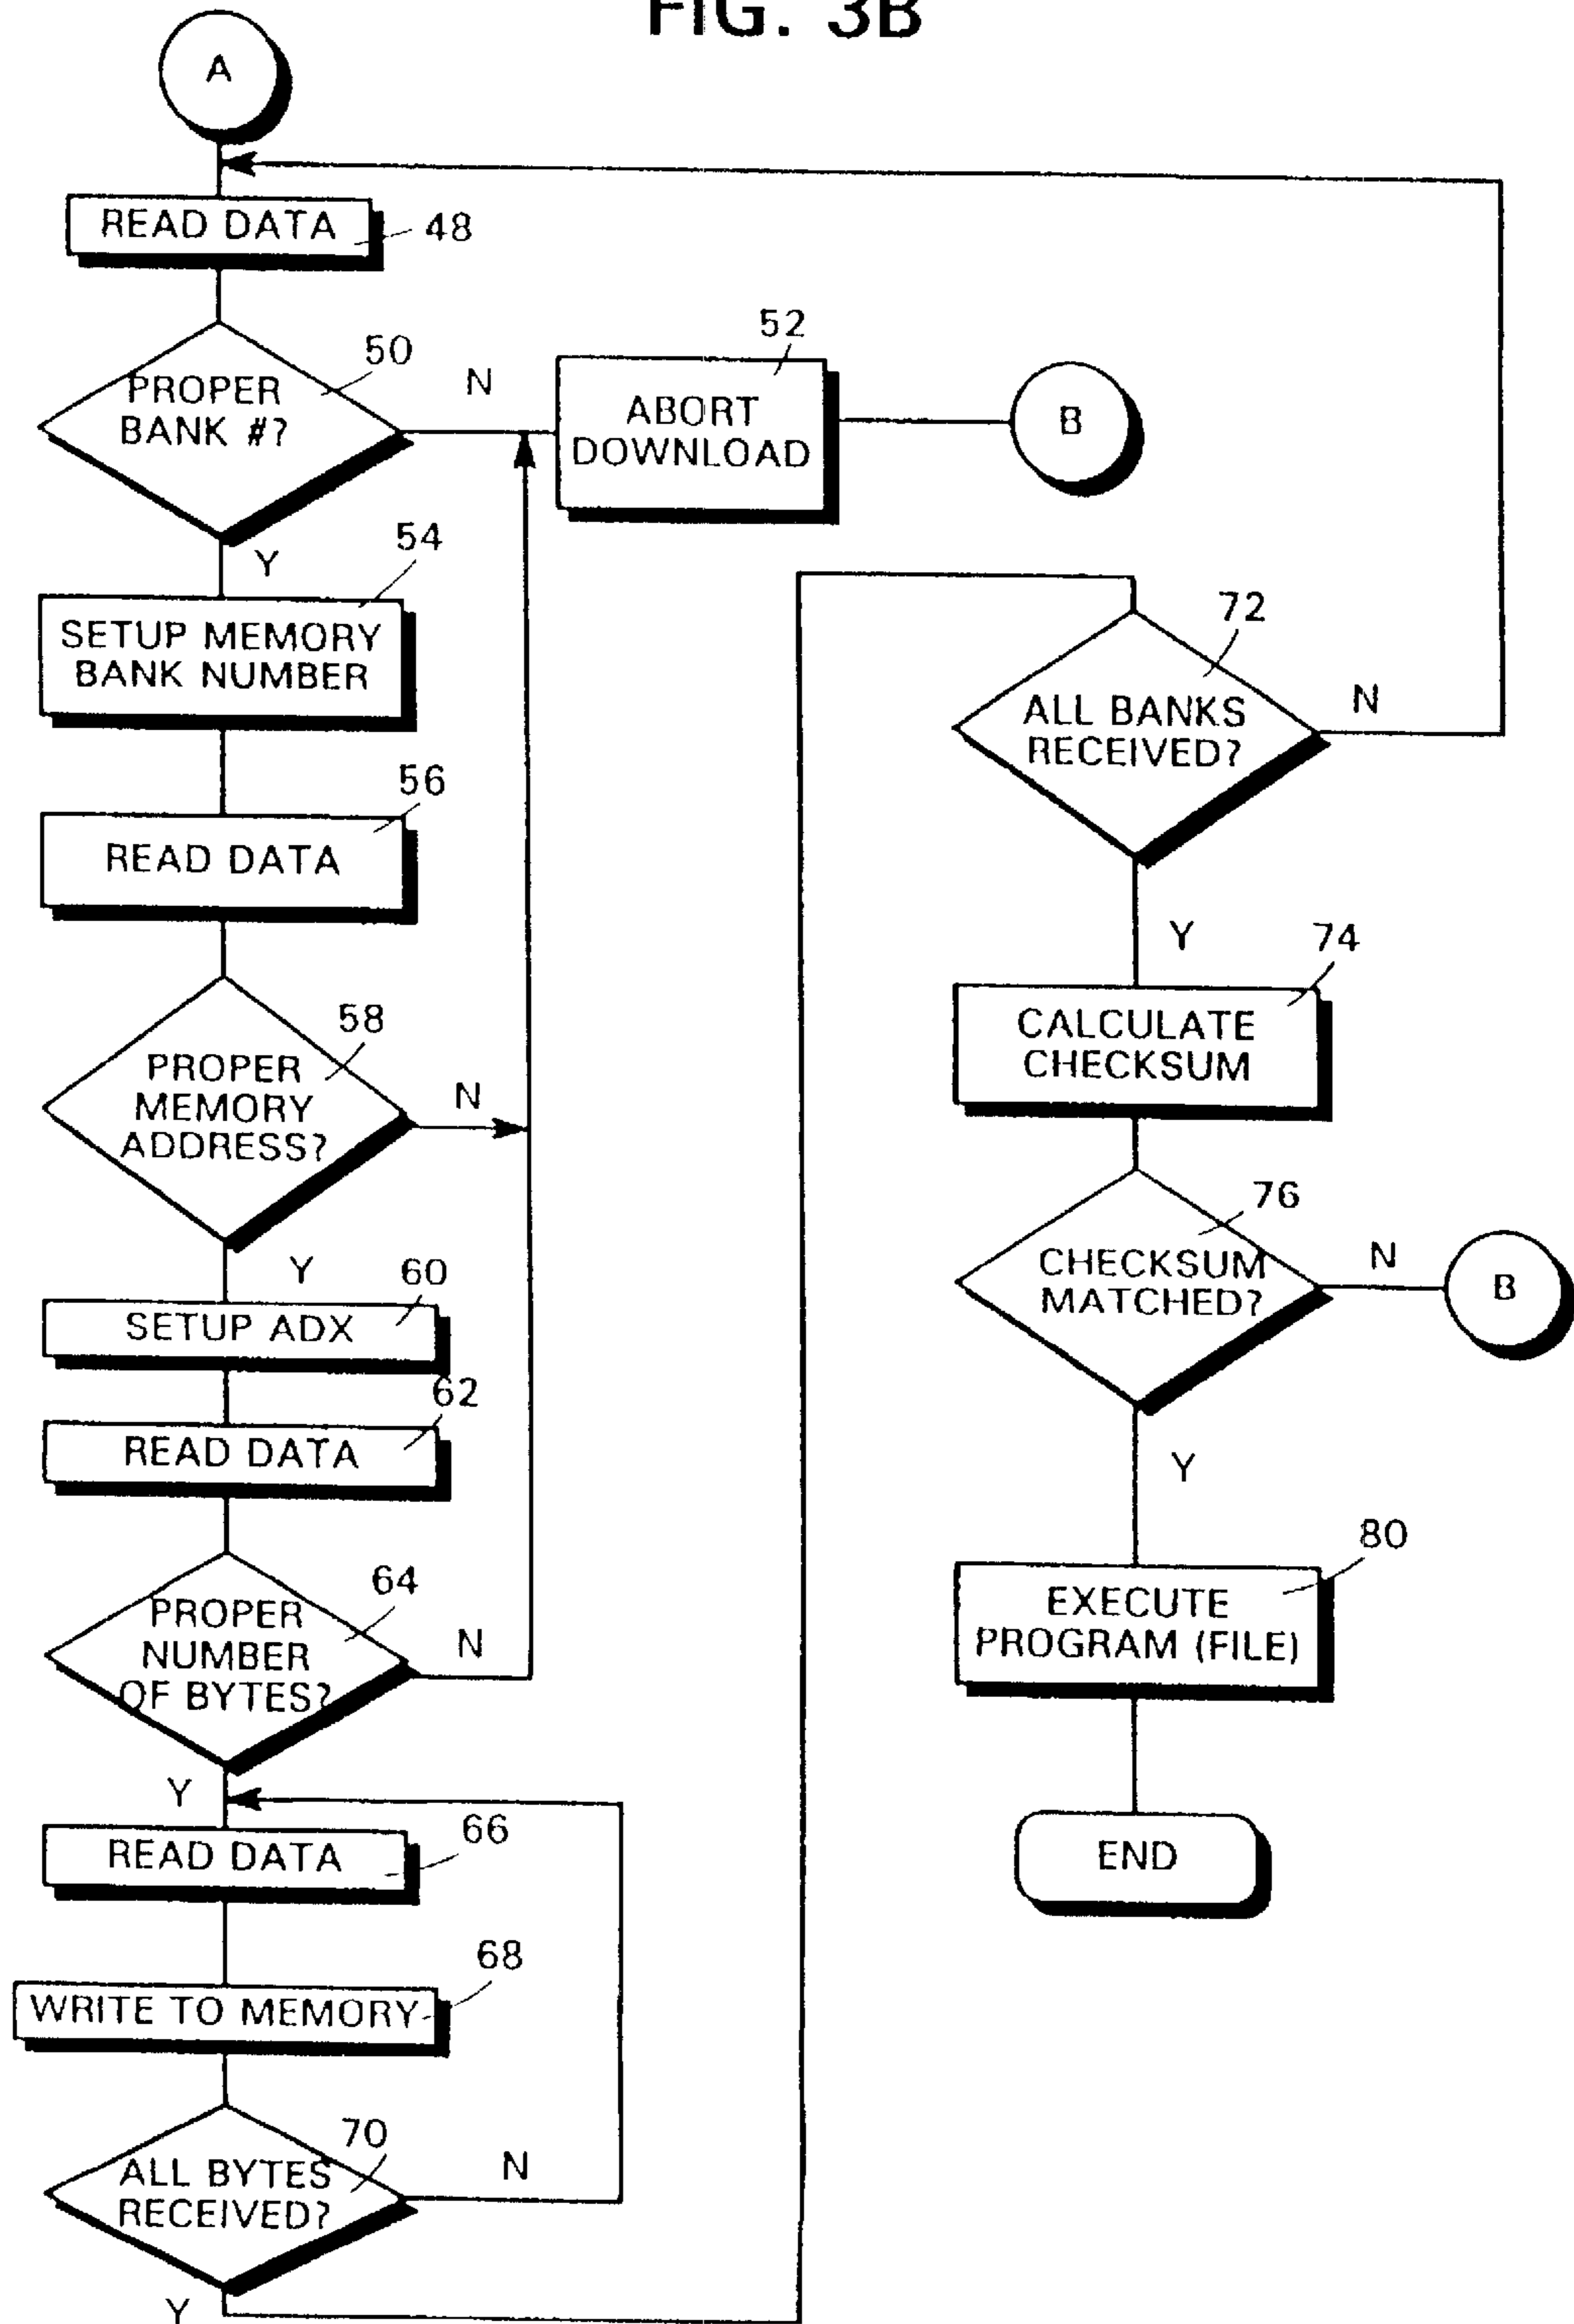 FIG. 3B
A
READ DATA
48
PROPER
BANK #?
50
N
Y
52
ABORT
DOWNLOAD
B
54
SETUP MEMORY
BANK NUMBER
56
READ DATA
58
PROPER
MEMORY
ADDRESS?
N
Y
60
SETUP ADX
62
READ DATA
64
PROPER
NUMBER
OF BYTES?
N
Y
READ DATA
66
68
WRITE TO MEMORY
70
ALL BYTES
RECEIVED?
N
Y
72
ALL BANKS
RECEIVED?
N
Y
74
CALCULATE
CHECKSUM
76
CHECKSUM
MATCHED?
N
B
Y
80
EXECUTE
PROGRAM (FILE)
END